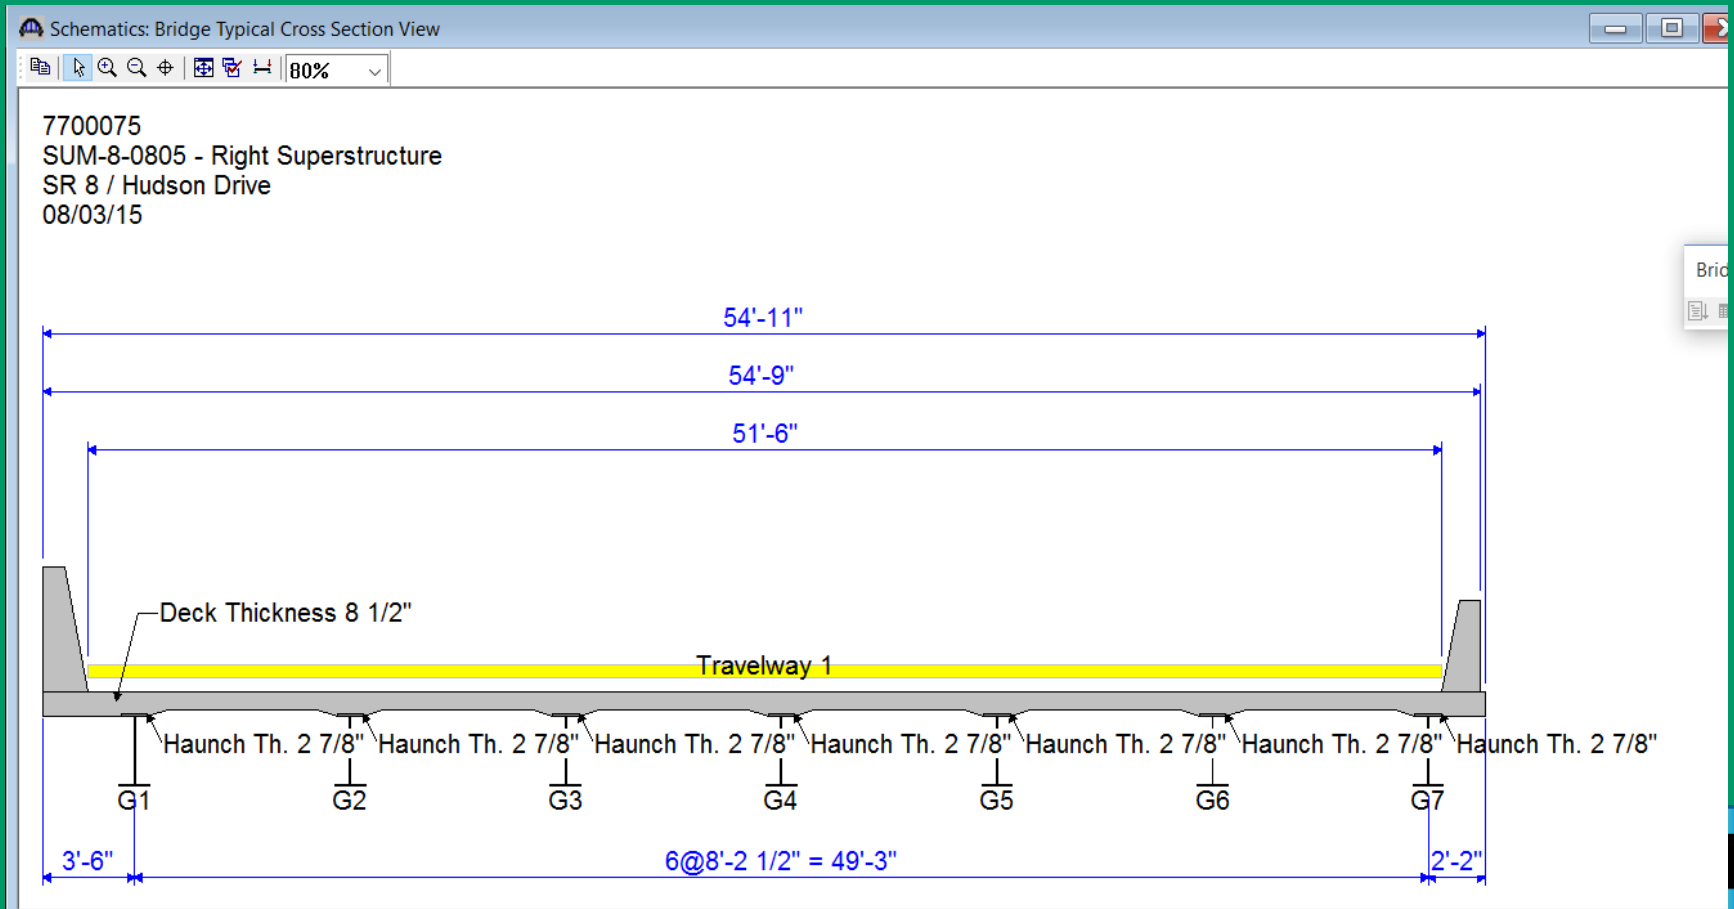 Schematics: Bridge Typical Cross Section View
80%
7700075
SUM-8-0805 - Right Superstructure
SR 8 / Hudson Drive
08/03/15
Brid
54'-11"
54'-9"
51'-6"
Deck Thickness 8 1/2"
Travelway 1
Haunch Th. 2 7/8" Haunch Th. 2 7/8" Haunch Th. 2 7/8" Haunch Th. 2 7/8" Haunch Th. 2 7/8" Haunch Th. 2 7/8" Haunch Th. 2 7/8"
G1 G2 G3 G4 G5 G6 G7
3'-6" 6@8'-2 1/2" = 49'-3" 2'-2"